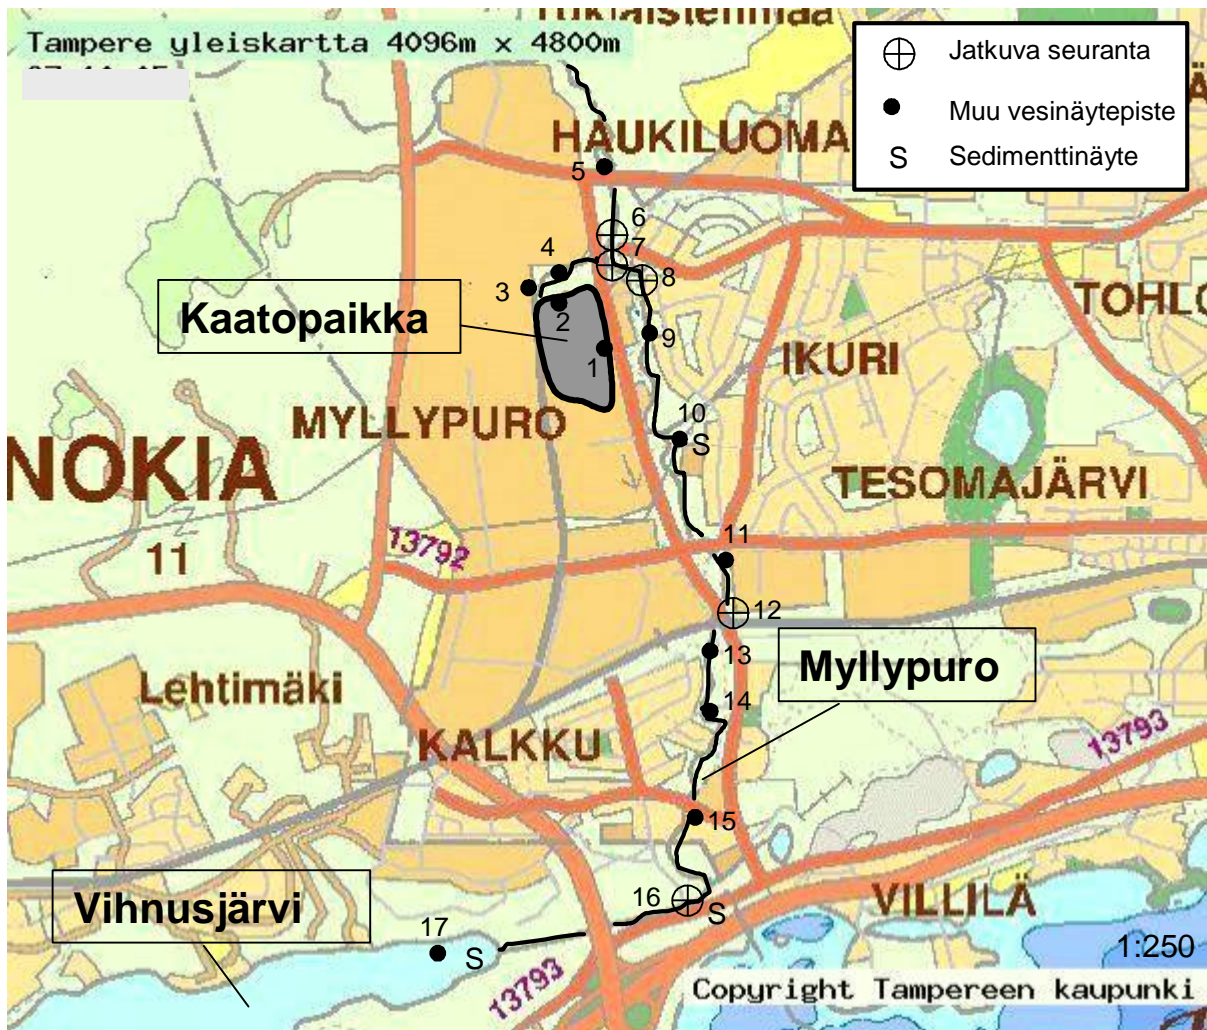 Tampere yleiskartta 4096m x 4800m
Jatkuva seuranta
Muu vesinäytepiste
S Sedimenttinäyte
HAUKILUOMA
5
6
4
7
3
8
2
Kaatopaikka
TOHLO
9
1
IKURI
MYLLYPURO
10
S
NOKIA
TESOMAJÄRVI
11
13792
11
12
13
Myllypuro
Lehtimäki
14
KALKKU
13793
15
16
S
VILLILÄ
Vihnusjärvi
17
S
1:250
13793
Copyright Tampereen kaupunki